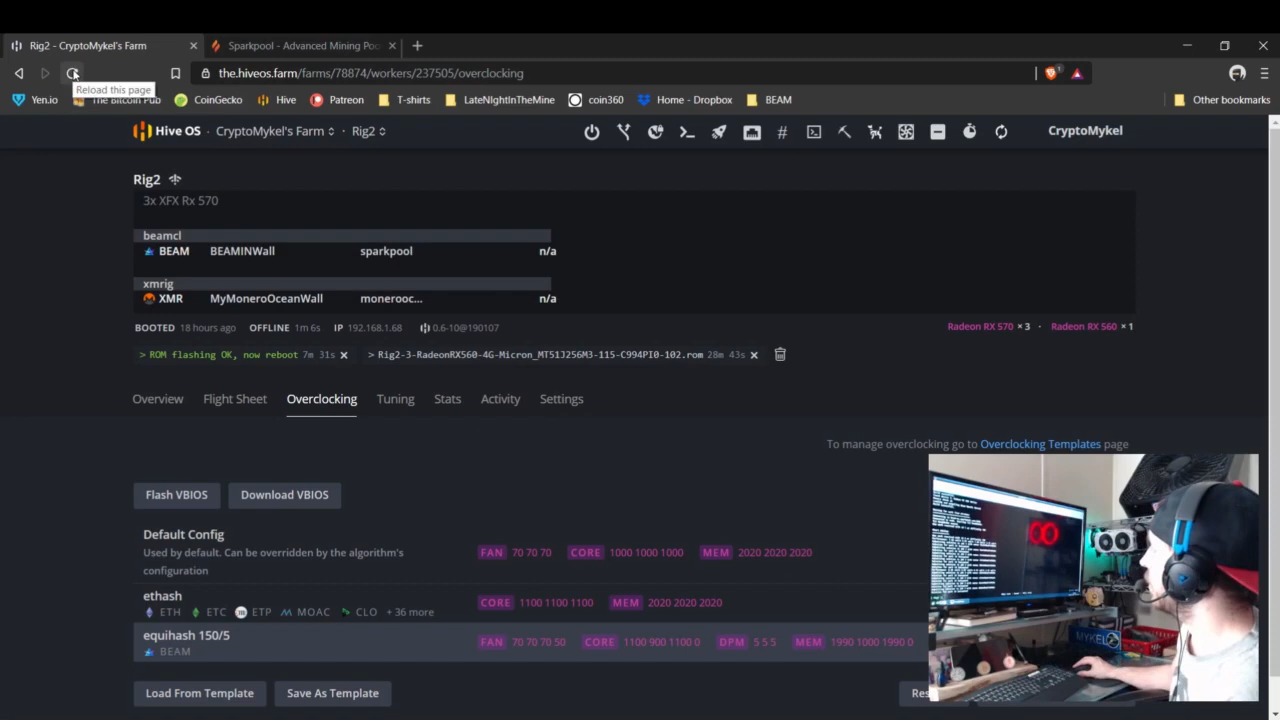 Rig2 - CryptoMykel's Farm
Sparkpool - Advanced Mining Poo
the.hiveos.farm/farms/78874/workers/237505/overclocking
1
Reload this page
Yen.io
The Bitcoin Pub
CoinGecko
Hive
Patreon
T-shirts
LateNIghtInTheMine
coin360
Home - Dropbox
BEAM
Other bookmarks
Hive OS
CryptoMykel's Farm
Rig2
CryptoMykel
Rig2
3x XFX Rx 570
beamcl
BEAM BEAMINWall sparkpool n/a
xmrig
XMR MyMoneroOceanWall monerooc... n/a
BOOTED 18 hours ago OFFLINE 1m 6s IP 192.168.1.68 0.6-10@190107
Radeon RX 570 × 3 · Radeon RX 560 × 1
> ROM flashing OK, now reboot 7m 31s
> Rig2-3-RadeonRX560-4G-Micron_MT51J256M3-115-C994PI0-102.rom 28m 43s
Overview Flight Sheet Overclocking Tuning Stats Activity Settings
To manage overclocking go to Overclocking Templates page
Flash VBIOS Download VBIOS
Default Config
Used by default. Can be overridden by the algorithm's
configuration
FAN 70 70 70 CORE 1000 1000 1000 MEM 2020 2020 2020
ethash
ETH ETC ETP MOAC CLO + 36 more
CORE 1100 1100 1100 MEM 2020 2020 2020
equihash 150/5
BEAM
FAN 70 70 70 50 CORE 1100 900 1100 0 DPM 5 5 5 MEM 1990 1000 1990 0
Load From Template Save As Template
MYKEL